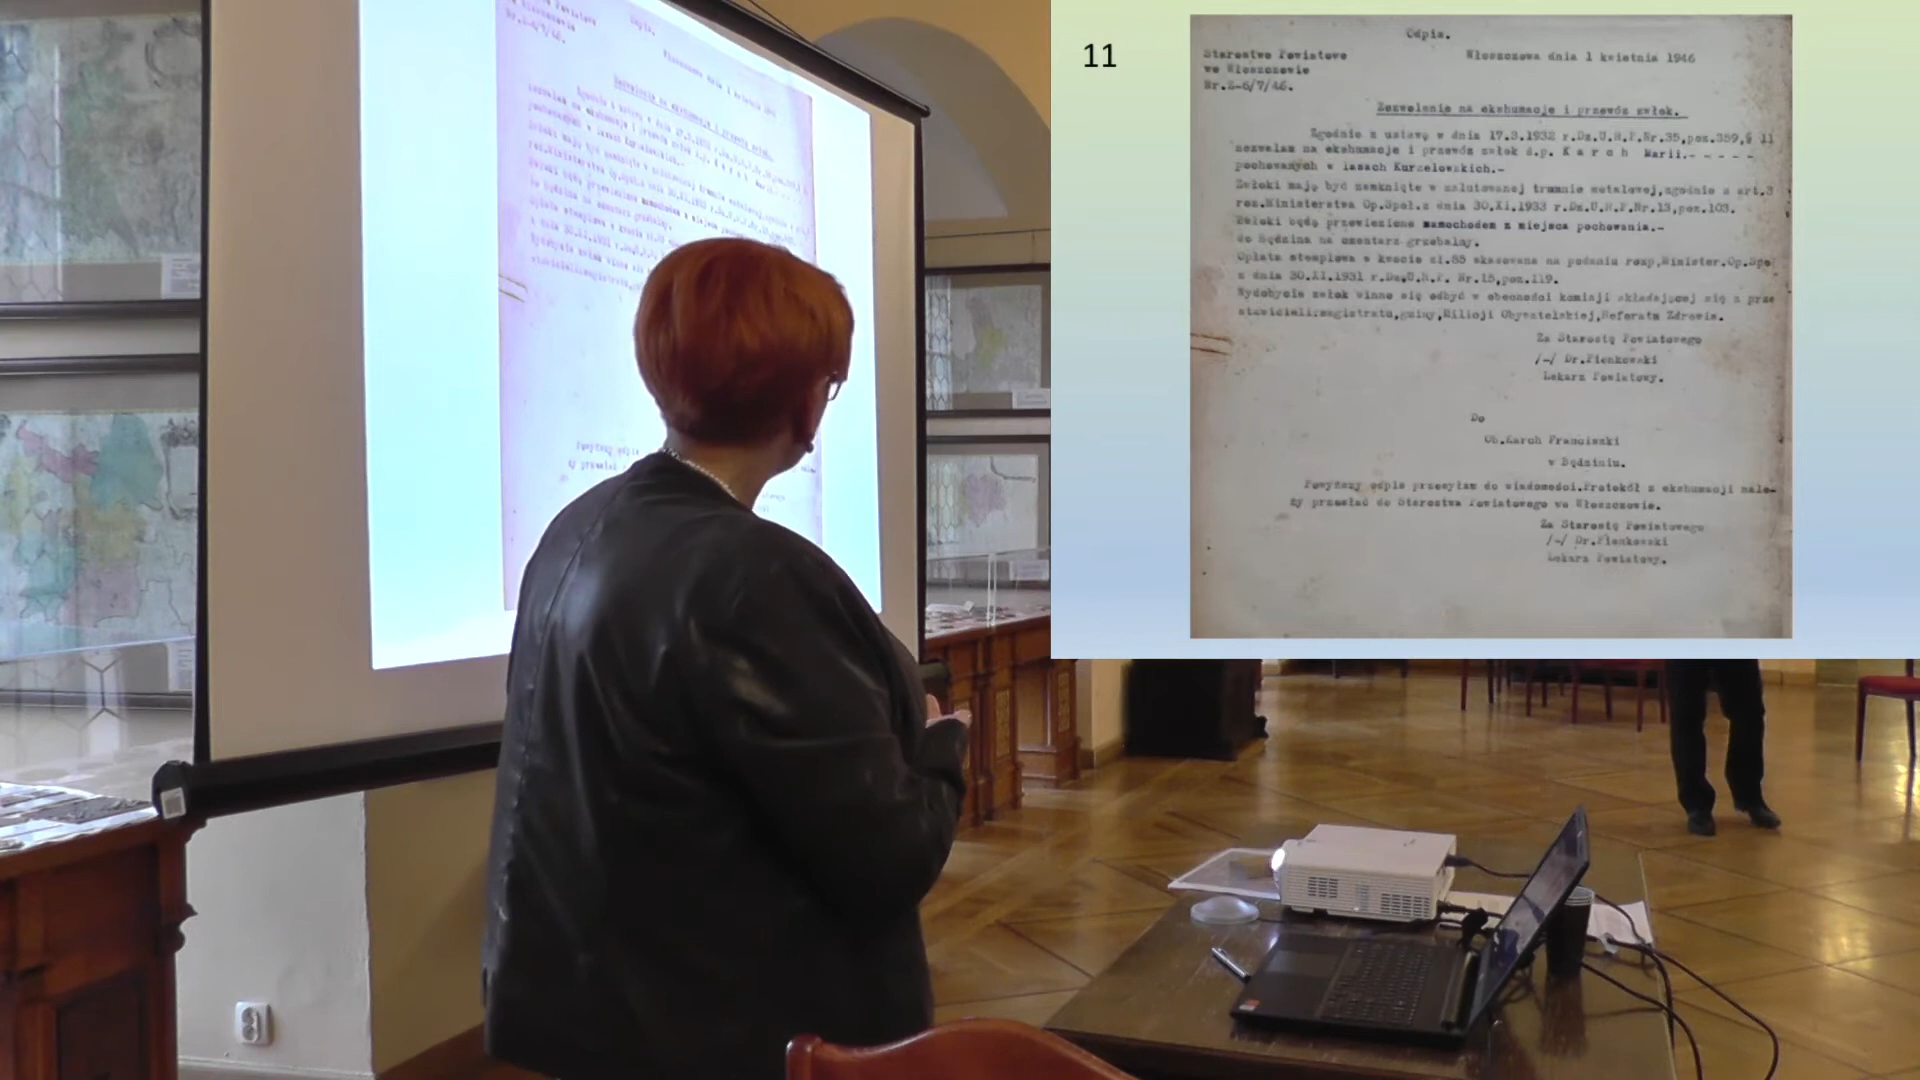 11
Odpis.
Starostwo Powiatowe
we Włoszczowie
Nr.Z-6/7/46.
Włoszczowa dnia 1 kwietnia 1946
Zezwolenie na ekshumacje i przewóz zwłok.
Zgodnie z ustawą w dnia 17.3.1932 r.Dz.U.R.P.Nr.35,poz.359,§ 11
zezwalam na ekshumacje i przewóz zwłok ś.p. K a r c h Marii.- - - - -
pochowanych w lasach Kurzelowskich.-
Zwłoki mają być zamknięte w zalutowanej trumnie metalowej,zgodnie z art.3
roz.Ministerstwa Op.Społ.z dnia 30.XI.1933 r.Dz.U.R.P.Nr.13,poz.103.
Zwłoki będą przewiezione samochodem z miejsca pochowania.-
do Będzina na cmentarz grzebalny.
Opłata stemplowa w kwocie zł.85 skasowana na podaniu rozp.Minister.Op.Spo
z dnia 30.XI.1931 r.Dz.U.R.P. Nr.15,poz.119.
Wydobycie zwłok winno się odbyć w obecności komisji składającej się z prze
stawicieli:magistratu,gminy,Milicji Obywatelskiej,Referatu Zdrowia.
Za Starostę Powiatowego
/-/ Dr.Pienkowski
Lekarz Powiatowy.
Do
Ob.Karch Franciszki
w Będziniu.
Powyższy odpis przesyłam do wiadomości.Protokół z ekshumacji nale-
ży przesłać do Starostwa Powiatowego we Włoszczowie.
Za Starostę Powiatowego
/-/ Dr.Pienkowski
Lekarz Powiatowy.